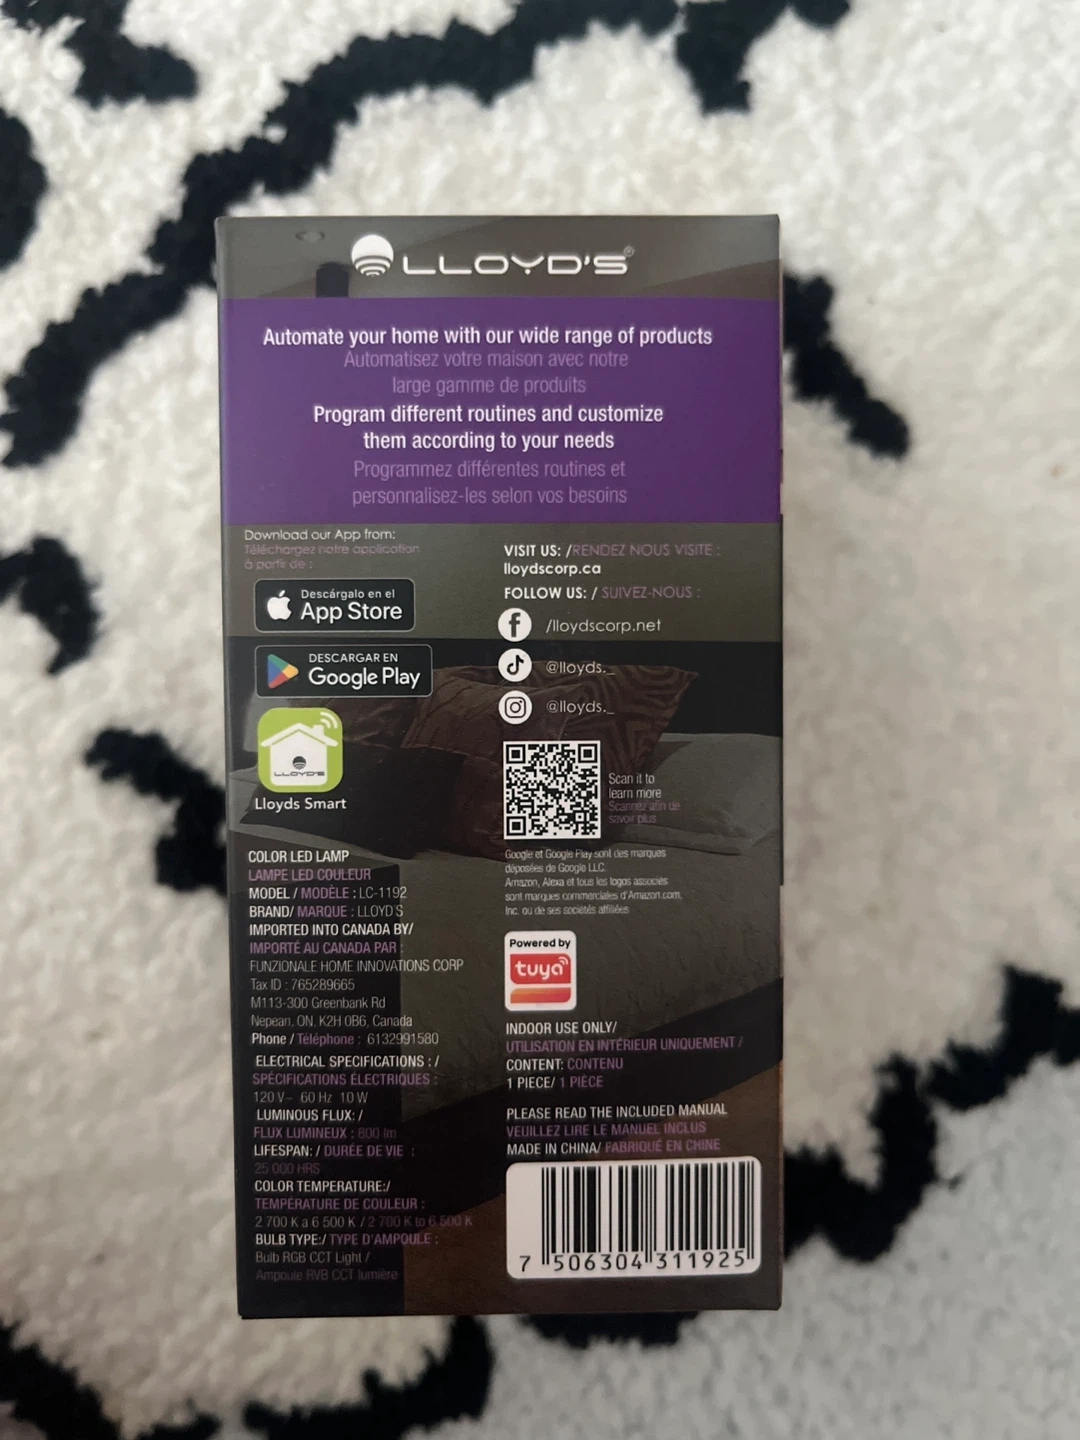 LLOYD'S®
Automate your home with our wide range of products
Automatisez votre maison avec notre
large gamme de produits
Program different routines and customize
them according to your needs
Programmez différentes routines et
personnalisez-les selon vos besoins
Download our App from:
Téléchargez notre application
à partir de :
Descárgalo en el
App Store
DESCARGAR EN
Google Play
LLOYD'S
Lloyds Smart
VISIT US: /RENDEZ NOUS VISITE :
lloydscorp.ca
FOLLOW US: / SUIVEZ-NOUS :
/lloydscorp.net
@lloyds._
@lloyds._
Scan it to
learn more
Scannez afin de
savoir plus
Google et Google Play sont des marques
déposées de Google LLC.
Amazon, Alexa et tous les logos associés
sont marques commerciales d'Amazon.com,
Inc. ou de ses sociétés affiliées
Powered by
tuya
COLOR LED LAMP
LAMPE LED COULEUR
MODEL / MODÈLE : LC-1192
BRAND/ MARQUE : LLOYD'S
IMPORTED INTO CANADA BY/
IMPORTÉ AU CANADA PAR :
FUNZIONALE HOME INNOVATIONS CORP
Tax ID : 765289665
M113-300 Greenbank Rd
Nepean, ON, K2H 0B6, Canada
Phone / Téléphone : 6132991580
ELECTRICAL SPECIFICATIONS : /
SPÉCIFICATIONS ÉLECTRIQUES :
120 V~ 60 Hz 10 W
LUMINOUS FLUX: /
FLUX LUMINEUX : 800 lm
LIFESPAN: / DURÉE DE VIE :
25 000 HRS
COLOR TEMPERATURE:/
TEMPÉRATURE DE COULEUR :
2 700 K a 6 500 K / 2 700 K to 6 500 K
BULB TYPE:/ TYPE D'AMPOULE :
Bulb RGB CCT Light /
Ampoule RVB CCT lumière
INDOOR USE ONLY/
UTILISATION EN INTÉRIEUR UNIQUEMENT /
CONTENT: CONTENU
1 PIECE/ 1 PIÈCE
PLEASE READ THE INCLUDED MANUAL
VEUILLEZ LIRE LE MANUEL INCLUS
MADE IN CHINA/ FABRIQUÉ EN CHINE
7 506304 311925